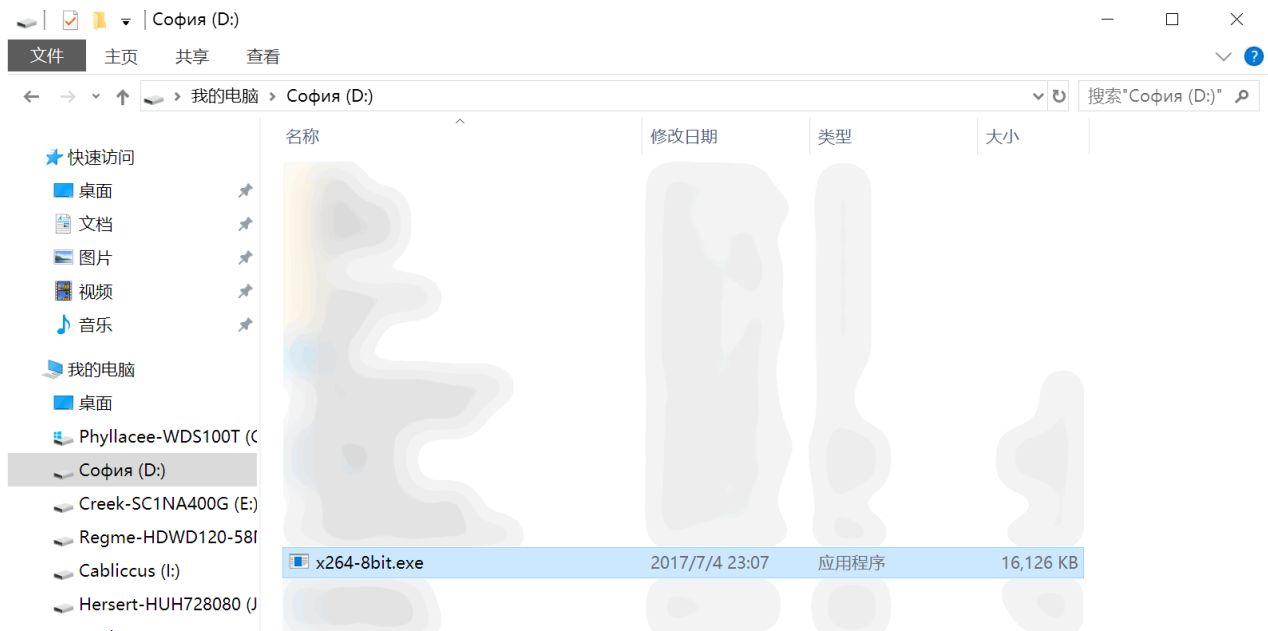 София (D:)
文件 主页 共享 查看
我的电脑 София (D:) 搜索"София (D:)"
名称 修改日期 类型 大小
快速访问
桌面
文档
图片
视频
音乐
我的电脑
桌面
Phyllacee-WDS100T (C
София (D:)
Creek-SC1NA400G (E:)
Regme-HDWD120-58
Cabliccus (I:)
x264-8bit.exe 2017/7/4 23:07 应用程序 16,126 KB
Hersert-HUH728080 (J